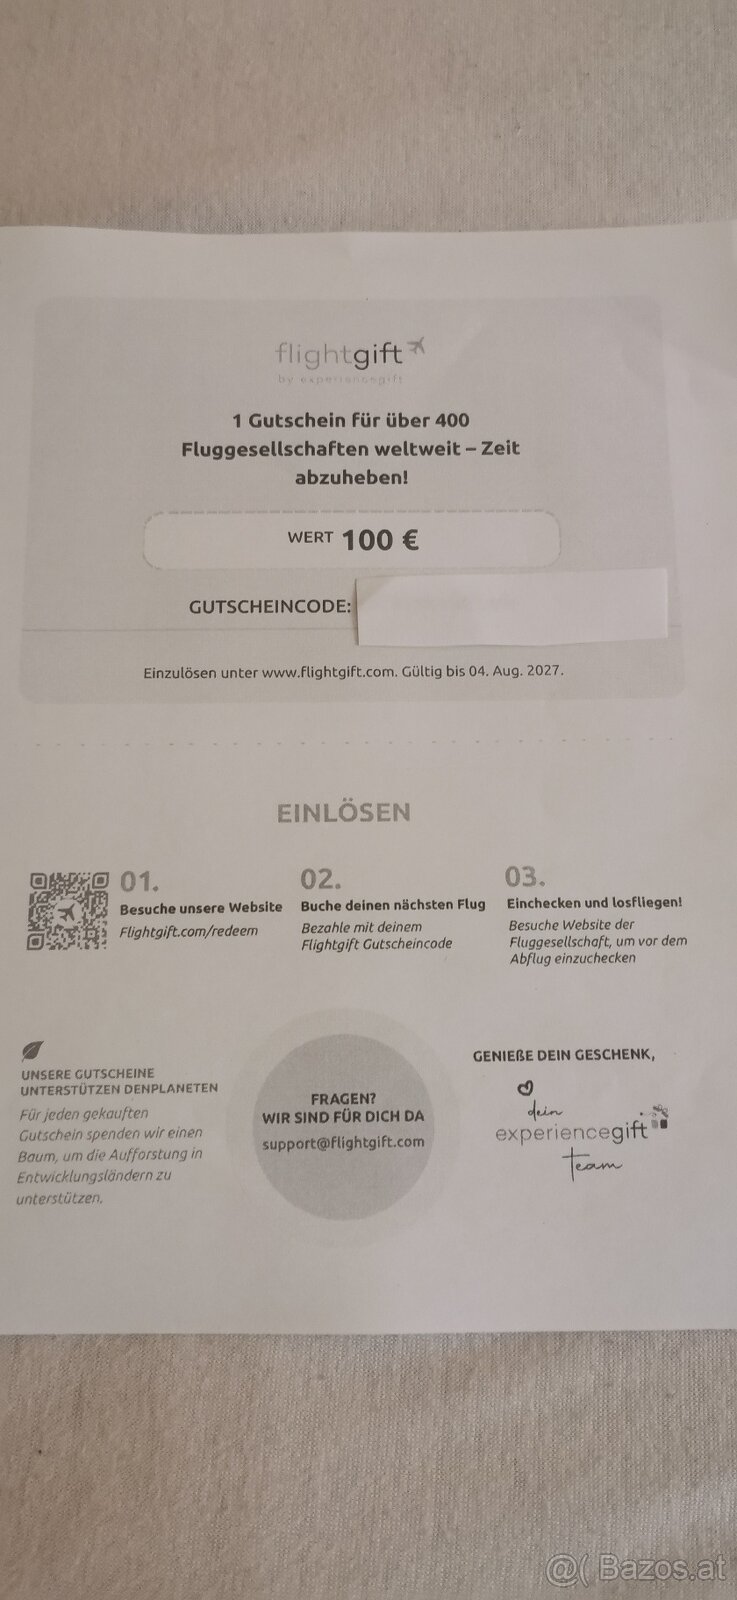 flightgift
by experiencegift
1 Gutschein für über 400
Fluggesellschaften weltweit – Zeit
abzuheben!
WERT 100 €
GUTSCHEINCODE:
Einzulösen unter www.flightgift.com. Gültig bis 04. Aug. 2027.
EINLÖSEN
01.
Besuche unsere Website
Flightgift.com/redeem
02.
Buche deinen nächsten Flug
Bezahle mit deinem
Flightgift Gutscheincode
03.
Einchecken und losfliegen!
Besuche Website der
Fluggesellschaft, um vor dem
Abflug einzuchecken
UNSERE GUTSCHEINE
UNTERSTÜTZEN DENPLANETEN
Für jeden gekauften
Gutschein spenden wir einen
Baum, um die Aufforstung in
Entwicklungsländern zu
unterstützen.
FRAGEN?
WIR SIND FÜR DICH DA
support@flightgift.com
GENIEẞE DEIN GESCHENK,
dein
experiencegift
team
@( Bazos.at